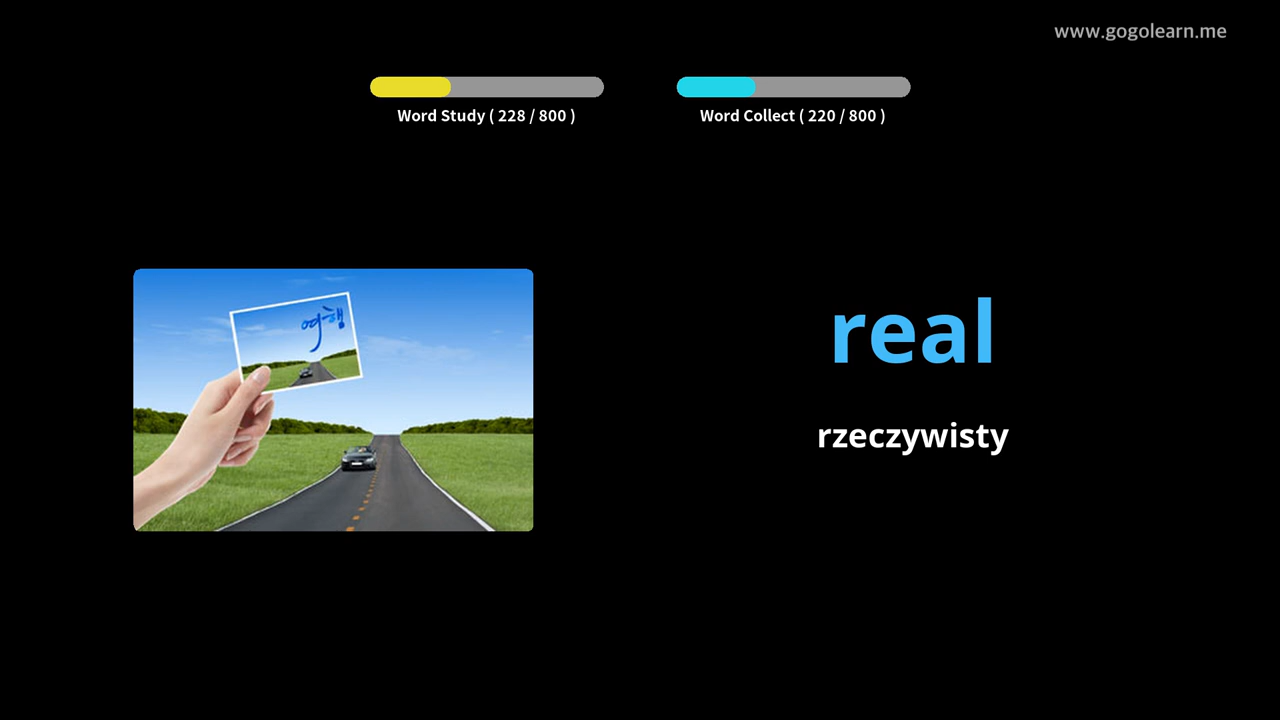 www.gogolearn.me
Word Study ( 228 / 800 )
Word Collect ( 220 / 800 )
여행
real
rzeczywisty